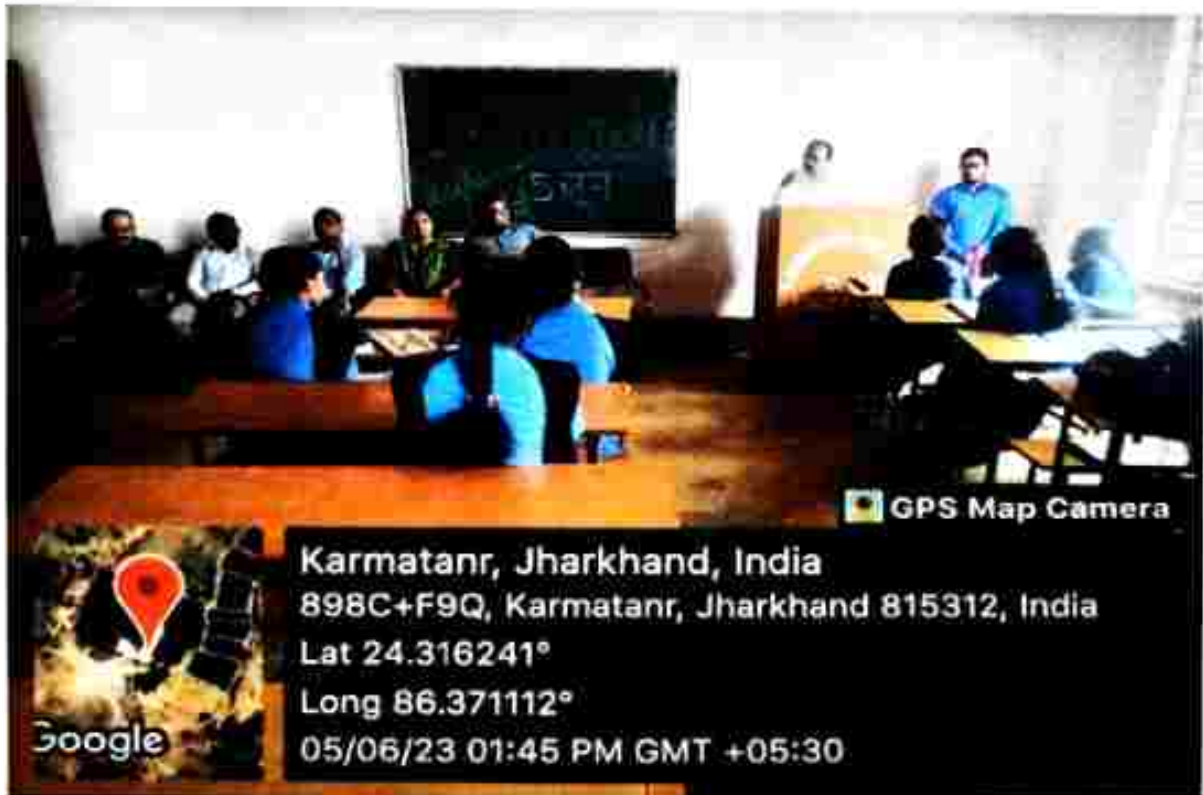 GPS Map Camera
Karmatanr, Jharkhand, India
898C+F9Q, Karmatanr, Jharkhand 815312, India
Lat 24.316241°
Long 86.371112°
05/06/23 01:45 PM GMT +05:30
Google